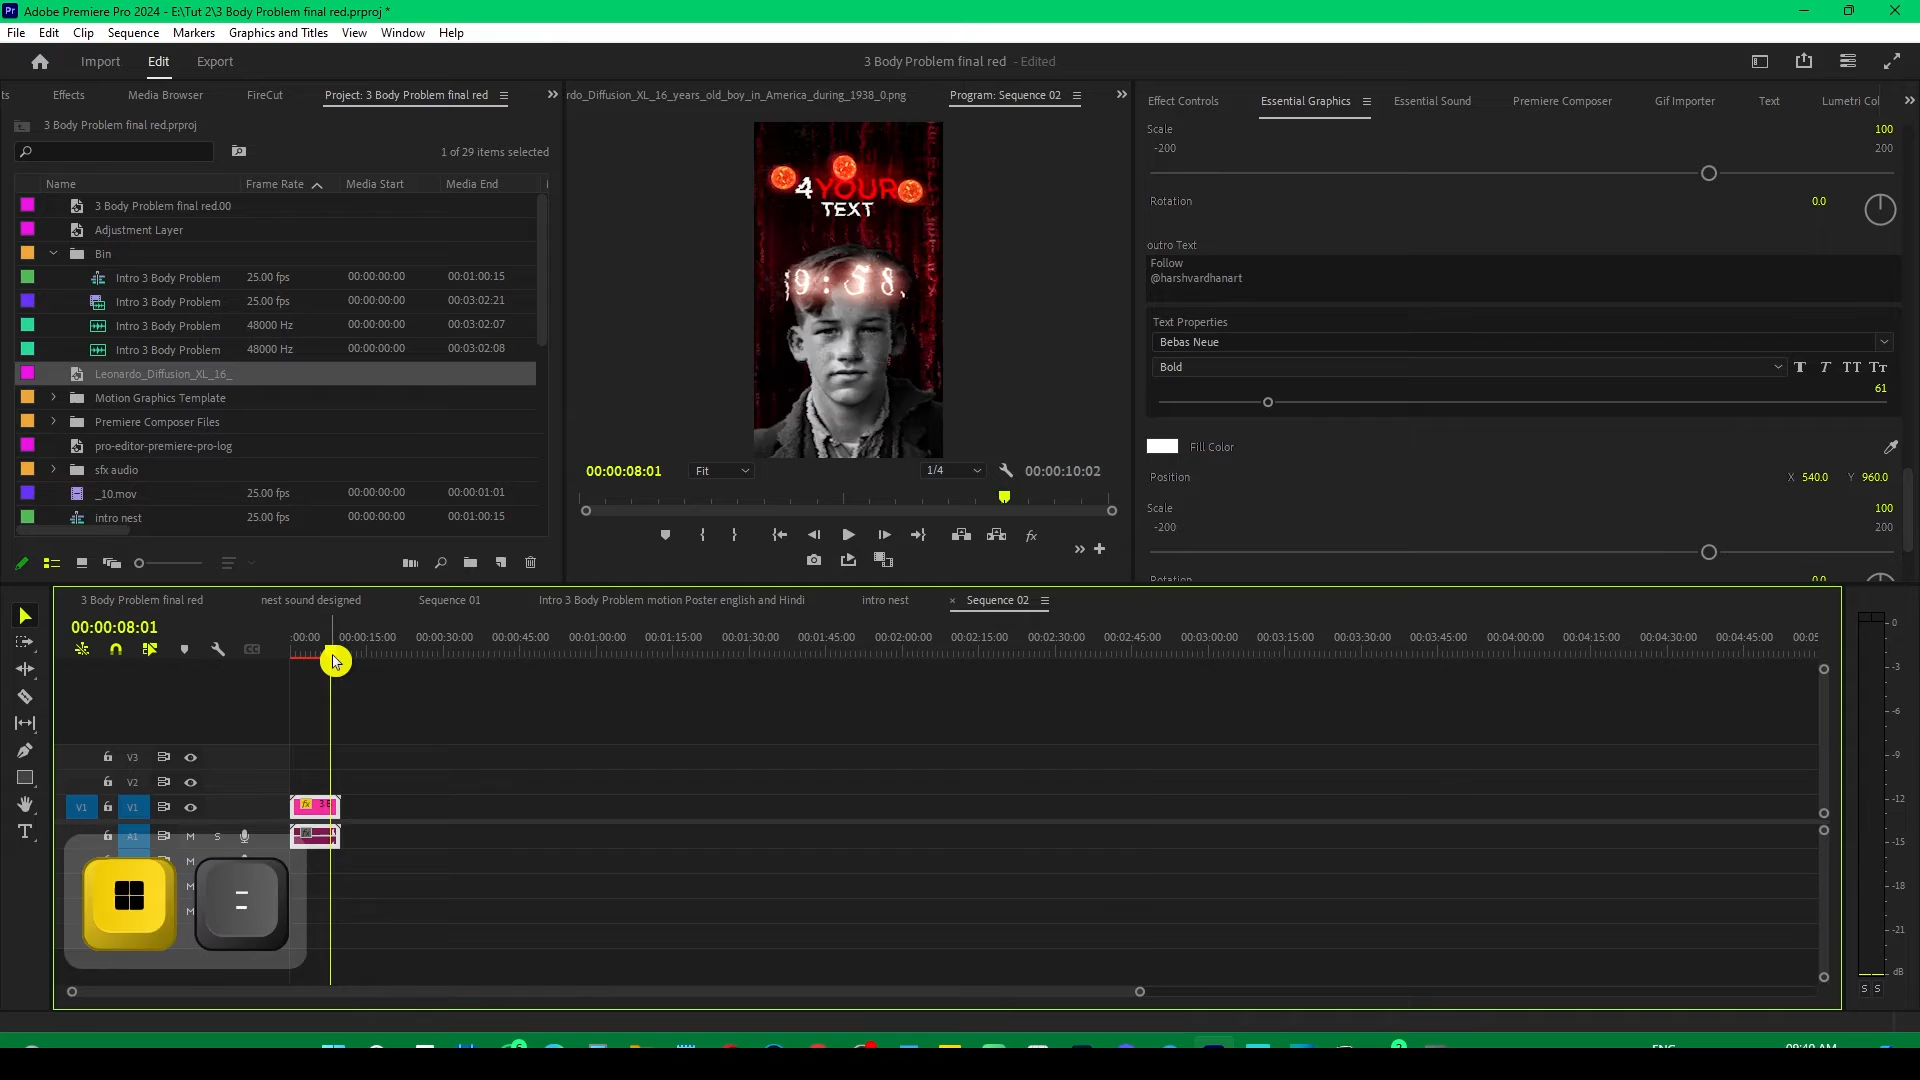 Adobe Premiere Pro 2024 - E:\Tut 2\3 Body Problem final red.prproj *
File Edit Clip Sequence Markers Graphics and Titles View Window Help
Import Edit Export
3 Body Problem final red - Edited
ts Effects Media Browser FireCut Project: 3 Body Problem final red
rdo_Diffusion_XL_16_years_old_boy_in_America_during_1938_0.png Program: Sequence 02
Effect Controls Essential Graphics Essential Sound Premiere Composer Gif Importer Text Lumetri Col
3 Body Problem final red.prproj
1 of 29 items selected
Name Frame Rate Media Start Media End
3 Body Problem final red.00
Adjustment Layer
Bin
Intro 3 Body Problem 25.00 fps 00:00:00:00 00:01:00:15
Intro 3 Body Problem 25.00 fps 00:00:00:00 00:03:02:21
Intro 3 Body Problem 48000 Hz 00:00:00:00 00:03:02:07
Intro 3 Body Problem 48000 Hz 00:00:00:00 00:03:02:08
Leonardo_Diffusion_XL_16_
Motion Graphics Template
Premiere Composer Files
pro-editor-premiere-pro-log
sfx audio
_10.mov 25.00 fps 00:00:00:00 00:00:01:01
intro nest 25.00 fps 00:00:00:00 00:01:00:15
4 YOUR
TEXT
9:58
00:00:08:01 Fit 1/4 00:00:10:02
Scale 100
-200 200
Rotation 0.0
outro Text
Follow
@harshvardhanart
Text Properties
Bebas Neue
Bold
61
Fill Color
Position X 540.0 Y 960.0
Scale 100
-200 200
Rotation 0.0
3 Body Problem final red nest sound designed Sequence 01 Intro 3 Body Problem motion Poster english and Hindi intro nest × Sequence 02
00:00:08:01
:00:00 00:00:15:00 00:00:30:00 00:00:45:00 00:01:00:00 00:01:15:00 00:01:30:00 00:01:45:00 00:02:00:00 00:02:15:00 00:02:30:00 00:02:45:00 00:03:00:00 00:03:15:00 00:03:30:00 00:03:45:00 00:04:00:00 00:04:15:00 00:04:30:00 00:04:45:00 00:05
V3
V2
V1 V1
fx
A1 M S
M
M
M
0
-3
-6
-9
-12
-15
-18
-21
dB
S S